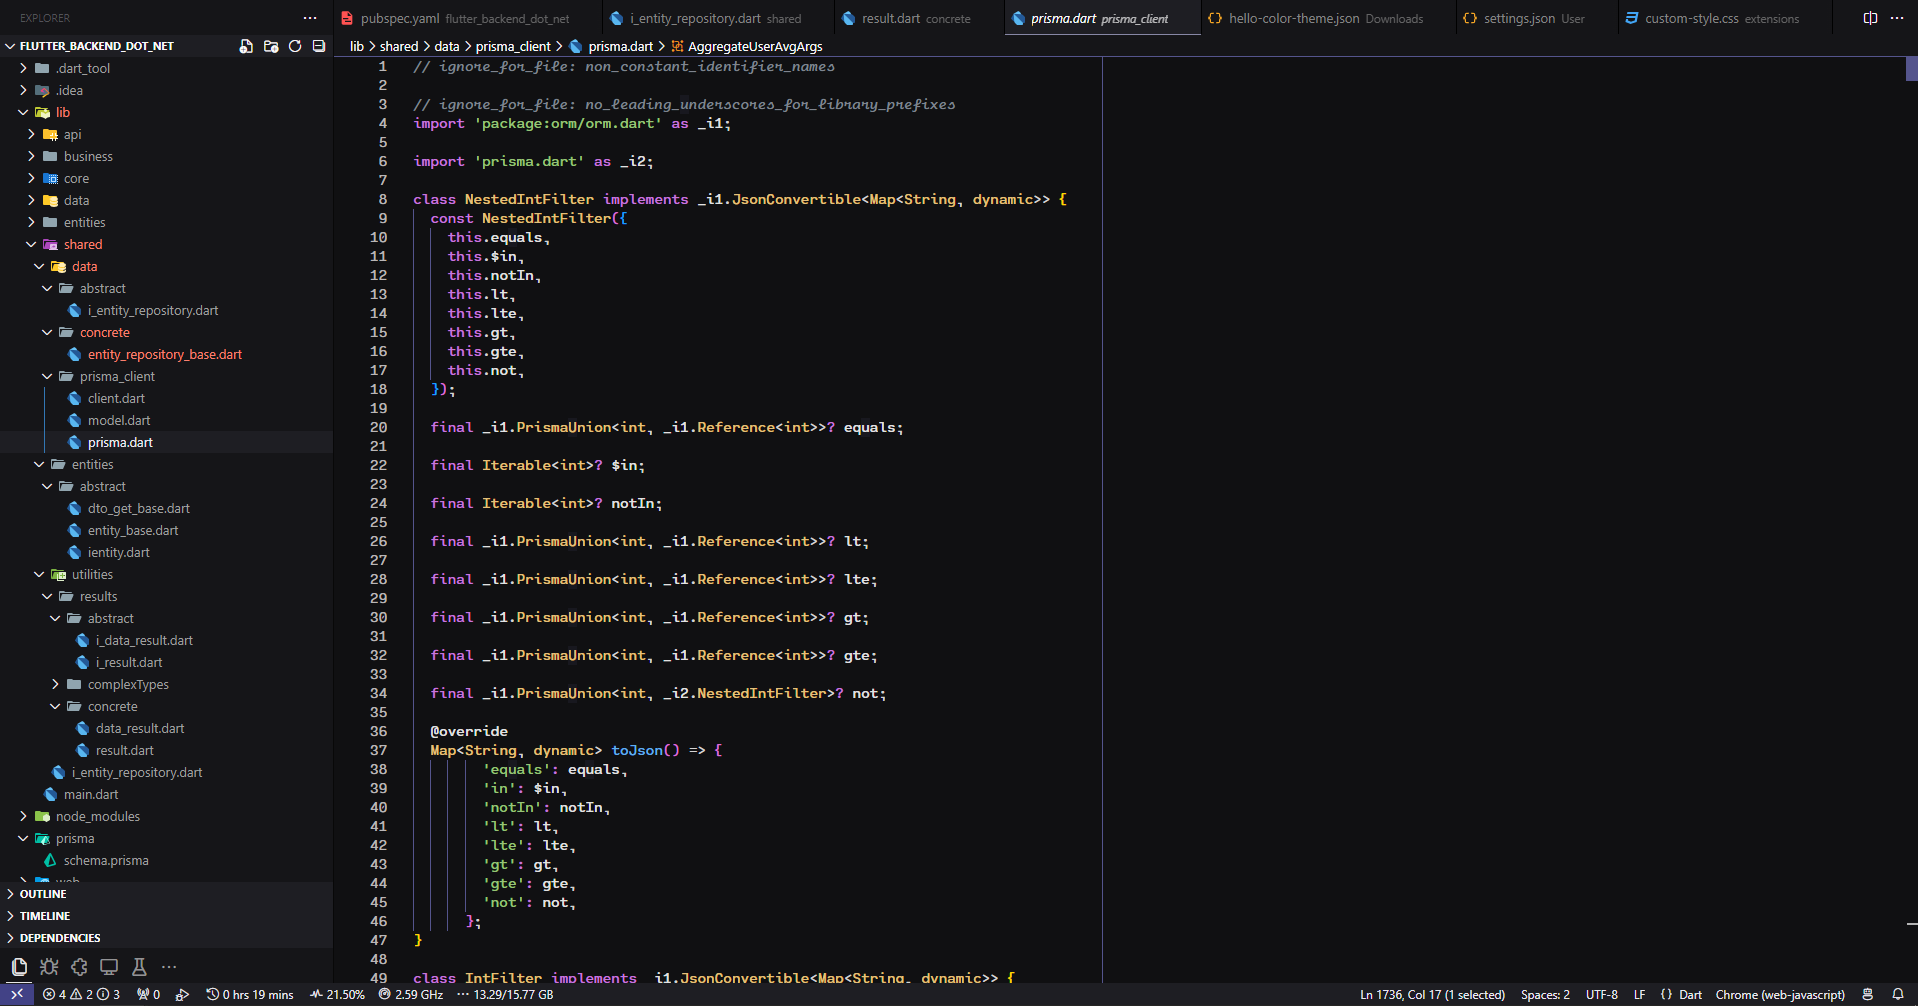 EXPLORER
FLUTTER_BACKEND_DOT_NET
.dart_tool
.idea
lib
api
business
core
data
entities
shared
data
abstract
i_entity_repository.dart
concrete
entity_repository_base.dart
prisma_client
client.dart
model.dart
prisma.dart
entities
abstract
dto_get_base.dart
entity_base.dart
ientity.dart
utilities
results
abstract
i_data_result.dart
i_result.dart
complexTypes
concrete
data_result.dart
result.dart
i_entity_repository.dart
main.dart
node_modules
prisma
schema.prisma
web
OUTLINE
TIMELINE
DEPENDENCIES
pubspec.yaml flutter_backend_dot_net
i_entity_repository.dart shared
result.dart concrete
prisma.dart prisma_client
hello-color-theme.json Downloads
settings.json User
custom-style.css extensions
lib > shared > data > prisma_client > prisma.dart > AggregateUserAvgArgs
1 // ignore_for_file: non_constant_identifier_names
2
3 // ignore_for_file: no_leading_underscores_for_library_prefixes
4 import 'package:orm/orm.dart' as _i1;
5
6 import 'prisma.dart' as _i2;
7
8 class NestedIntFilter implements _i1.JsonConvertible<Map<String, dynamic>> {
9 const NestedIntFilter({
10 this.equals,
11 this.$in,
12 this.notIn,
13 this.lt,
14 this.lte,
15 this.gt,
16 this.gte,
17 this.not,
18 });
19
20 final _i1.PrismaUnion<int, _i1.Reference<int>>? equals;
21
22 final Iterable<int>? $in;
23
24 final Iterable<int>? notIn;
25
26 final _i1.PrismaUnion<int, _i1.Reference<int>>? lt;
27
28 final _i1.PrismaUnion<int, _i1.Reference<int>>? lte;
29
30 final _i1.PrismaUnion<int, _i1.Reference<int>>? gt;
31
32 final _i1.PrismaUnion<int, _i1.Reference<int>>? gte;
33
34 final _i1.PrismaUnion<int, _i2.NestedIntFilter>? not;
35
36 @override
37 Map<String, dynamic> toJson() => {
38 'equals': equals,
39 'in': $in,
40 'notIn': notIn,
41 'lt': lt,
42 'lte': lte,
43 'gt': gt,
44 'gte': gte,
45 'not': not,
46 };
47 }
48
49 class IntFilter implements _i1.JsonConvertible<Map<String, dynamic>> {
4 2 3 0 0 hrs 19 mins 21.50% 2.59 GHz 13.29/15.77 GB
Ln 1736, Col 17 (1 selected) Spaces: 2 UTF-8 LF {} Dart Chrome (web-javascript)